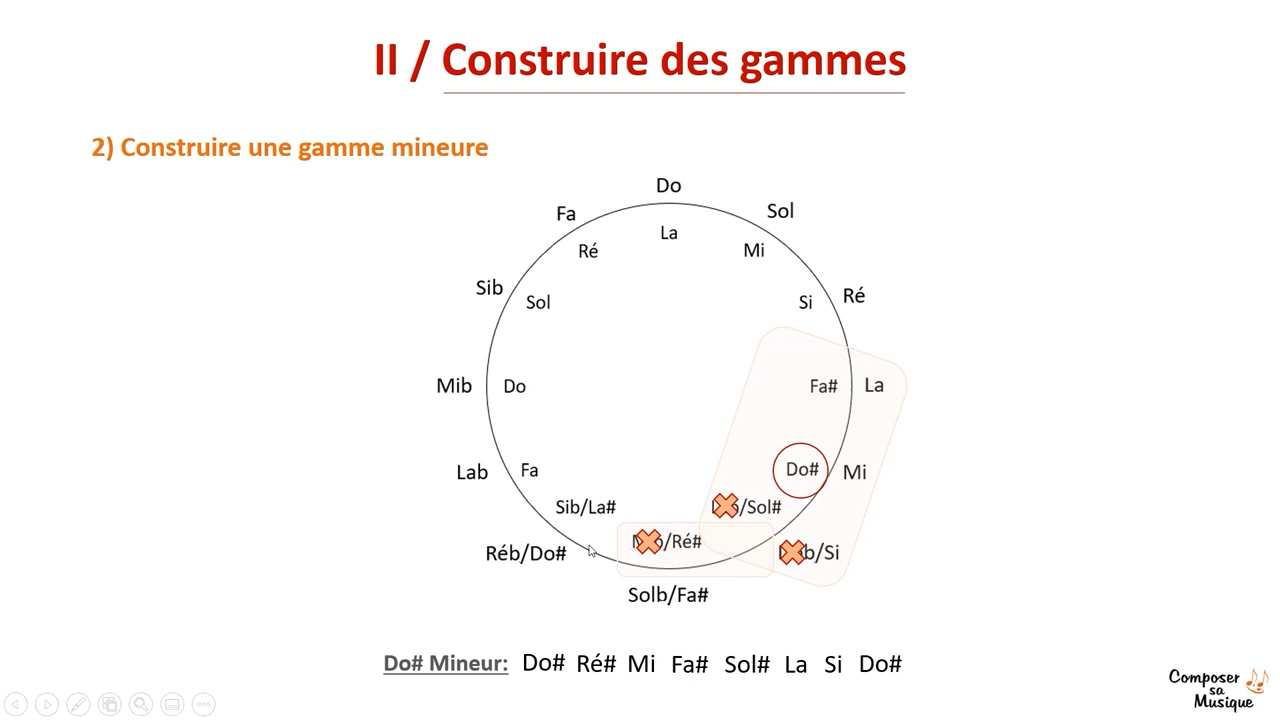 II / Construire des gammes
2) Construire une gamme mineure
Do
Fa
Sol
La
Ré
Mi
Sib
Sol
Si
Ré
Mib
Do
Fa#
La
Lab
Fa
Do#
Mi
Sib/La#
/Sol#
/Ré#
Réb/Do#
b/Si
Solb/Fa#
Do# Mineur: Do# Ré# Mi Fa# Sol# La Si Do#
Composer
sa
Musique